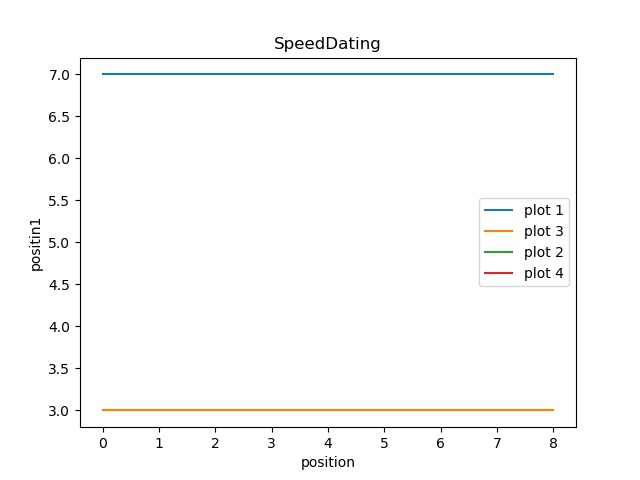 SpeedDating
7.0
6.5
6.0
5.5
5.0
4.5
4.0
3.5
3.0
positin1
plot 1
plot 3
plot 2
plot 4
0 1 2 3 4 5 6 7 8
position